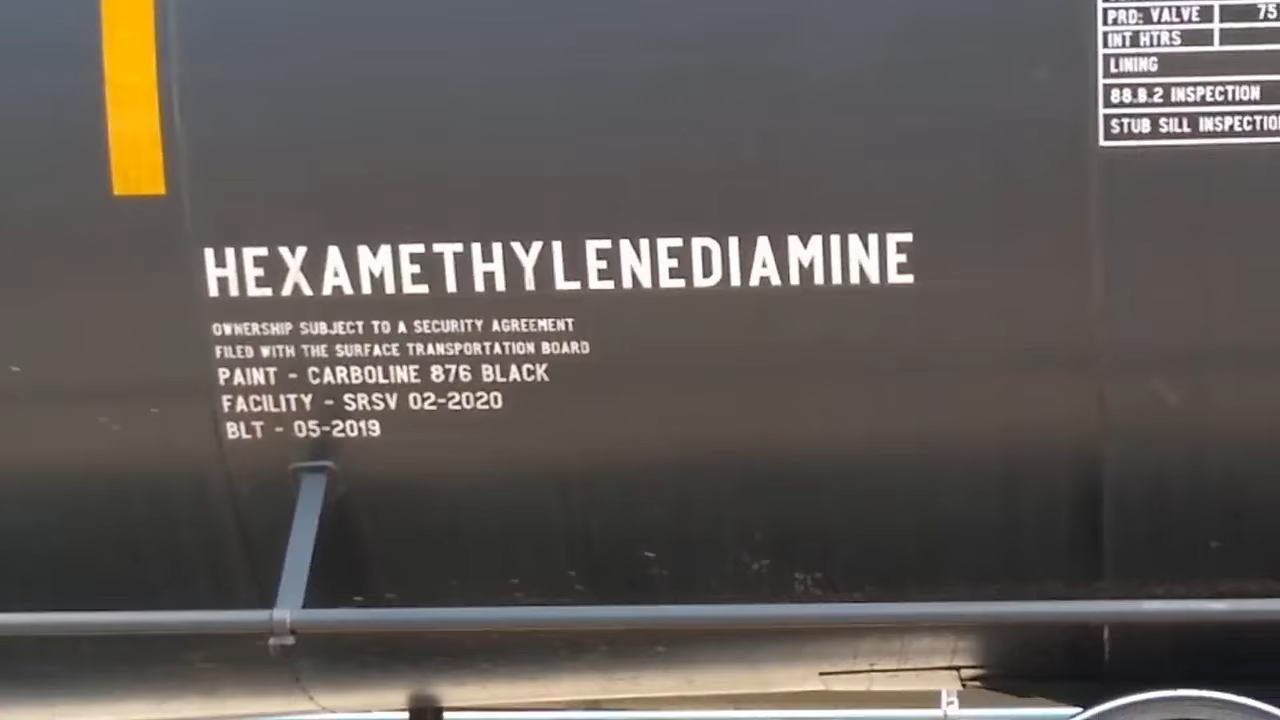 PRD: VALVE 75
INT HTRS
LINING
88.B.2 INSPECTION
STUB SILL INSPECTIO
HEXAMETHYLENEDIAMINE
OWNERSHIP SUBJECT TO A SECURITY AGREEMENT
FILED WITH THE SURFACE TRANSPORTATION BOARD
PAINT - CARBOLINE 876 BLACK
FACILITY - SRSV 02-2020
BLT - 05-2019